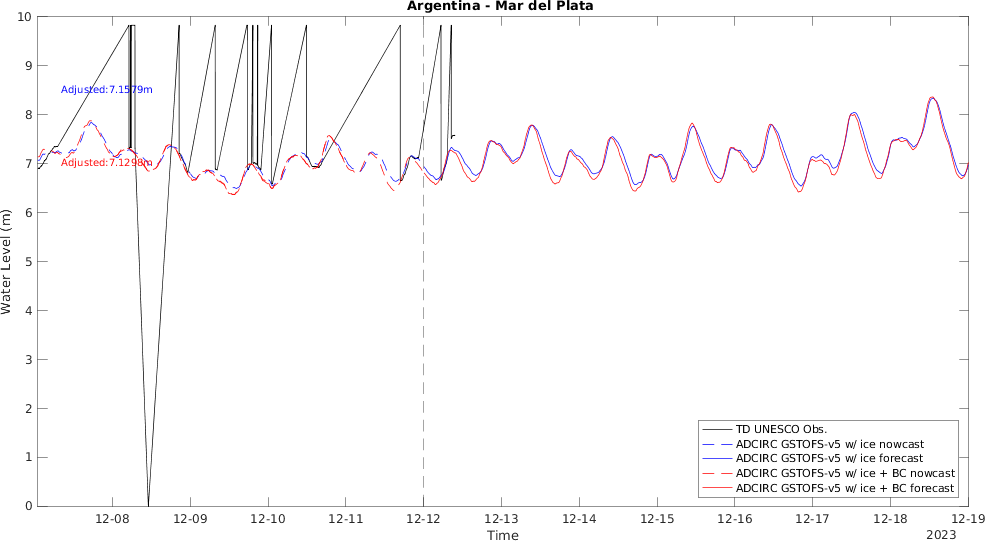 Argentina - Mar del Plata
10
9
8
7
6
5
4
3
2
1
0
Water Level (m)
Adjusted:7.1579m
Adjusted:7.1298m
TD UNESCO Obs.
ADCIRC GSTOFS-v5 w/ ice nowcast
ADCIRC GSTOFS-v5 w/ ice forecast
ADCIRC GSTOFS-v5 w/ ice + BC nowcast
ADCIRC GSTOFS-v5 w/ ice + BC forecast
12-08 12-09 12-10 12-11 12-12 12-13 12-14 12-15 12-16 12-17 12-18 12-19
Time
2023